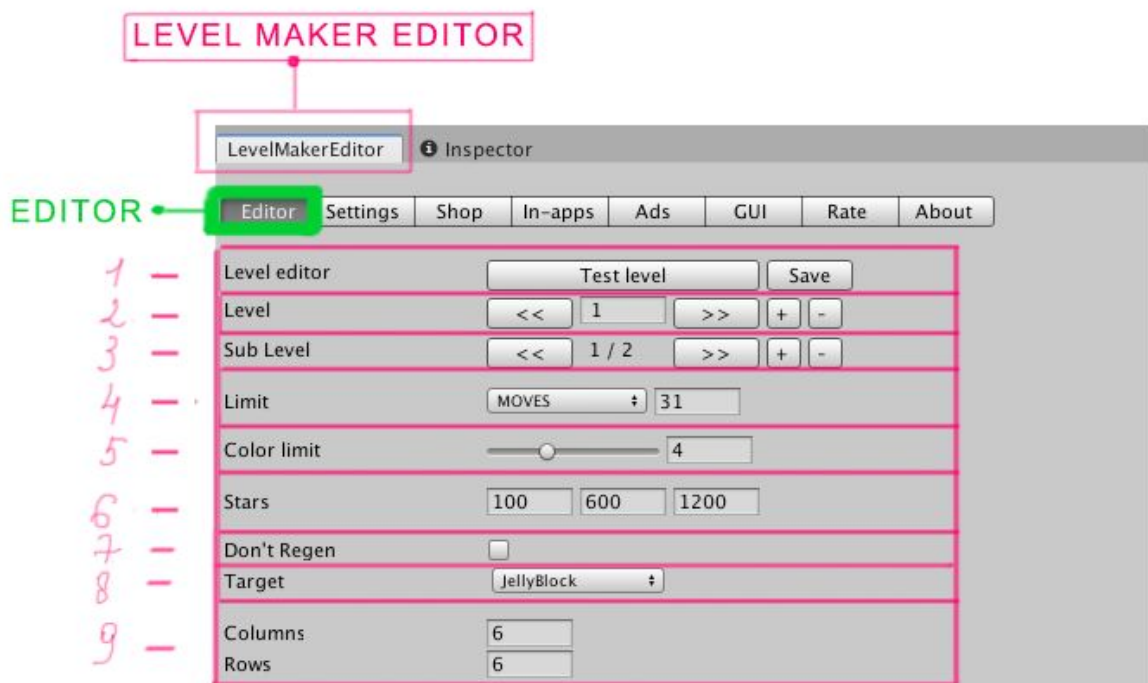 LEVEL MAKER EDITOR
LevelMakerEditor Inspector
EDITOR Editor Settings Shop In-apps Ads GUI Rate About
1 – Level editor Test level Save
2 – Level << 1 >> + -
3 – Sub Level << 1 / 2 >> + -
4 – Limit MOVES 31
5 – Color limit 4
6 – Stars 100 600 1200
7 – Don't Regen
8 – Target JellyBlock
9 – Columns 6
Rows 6